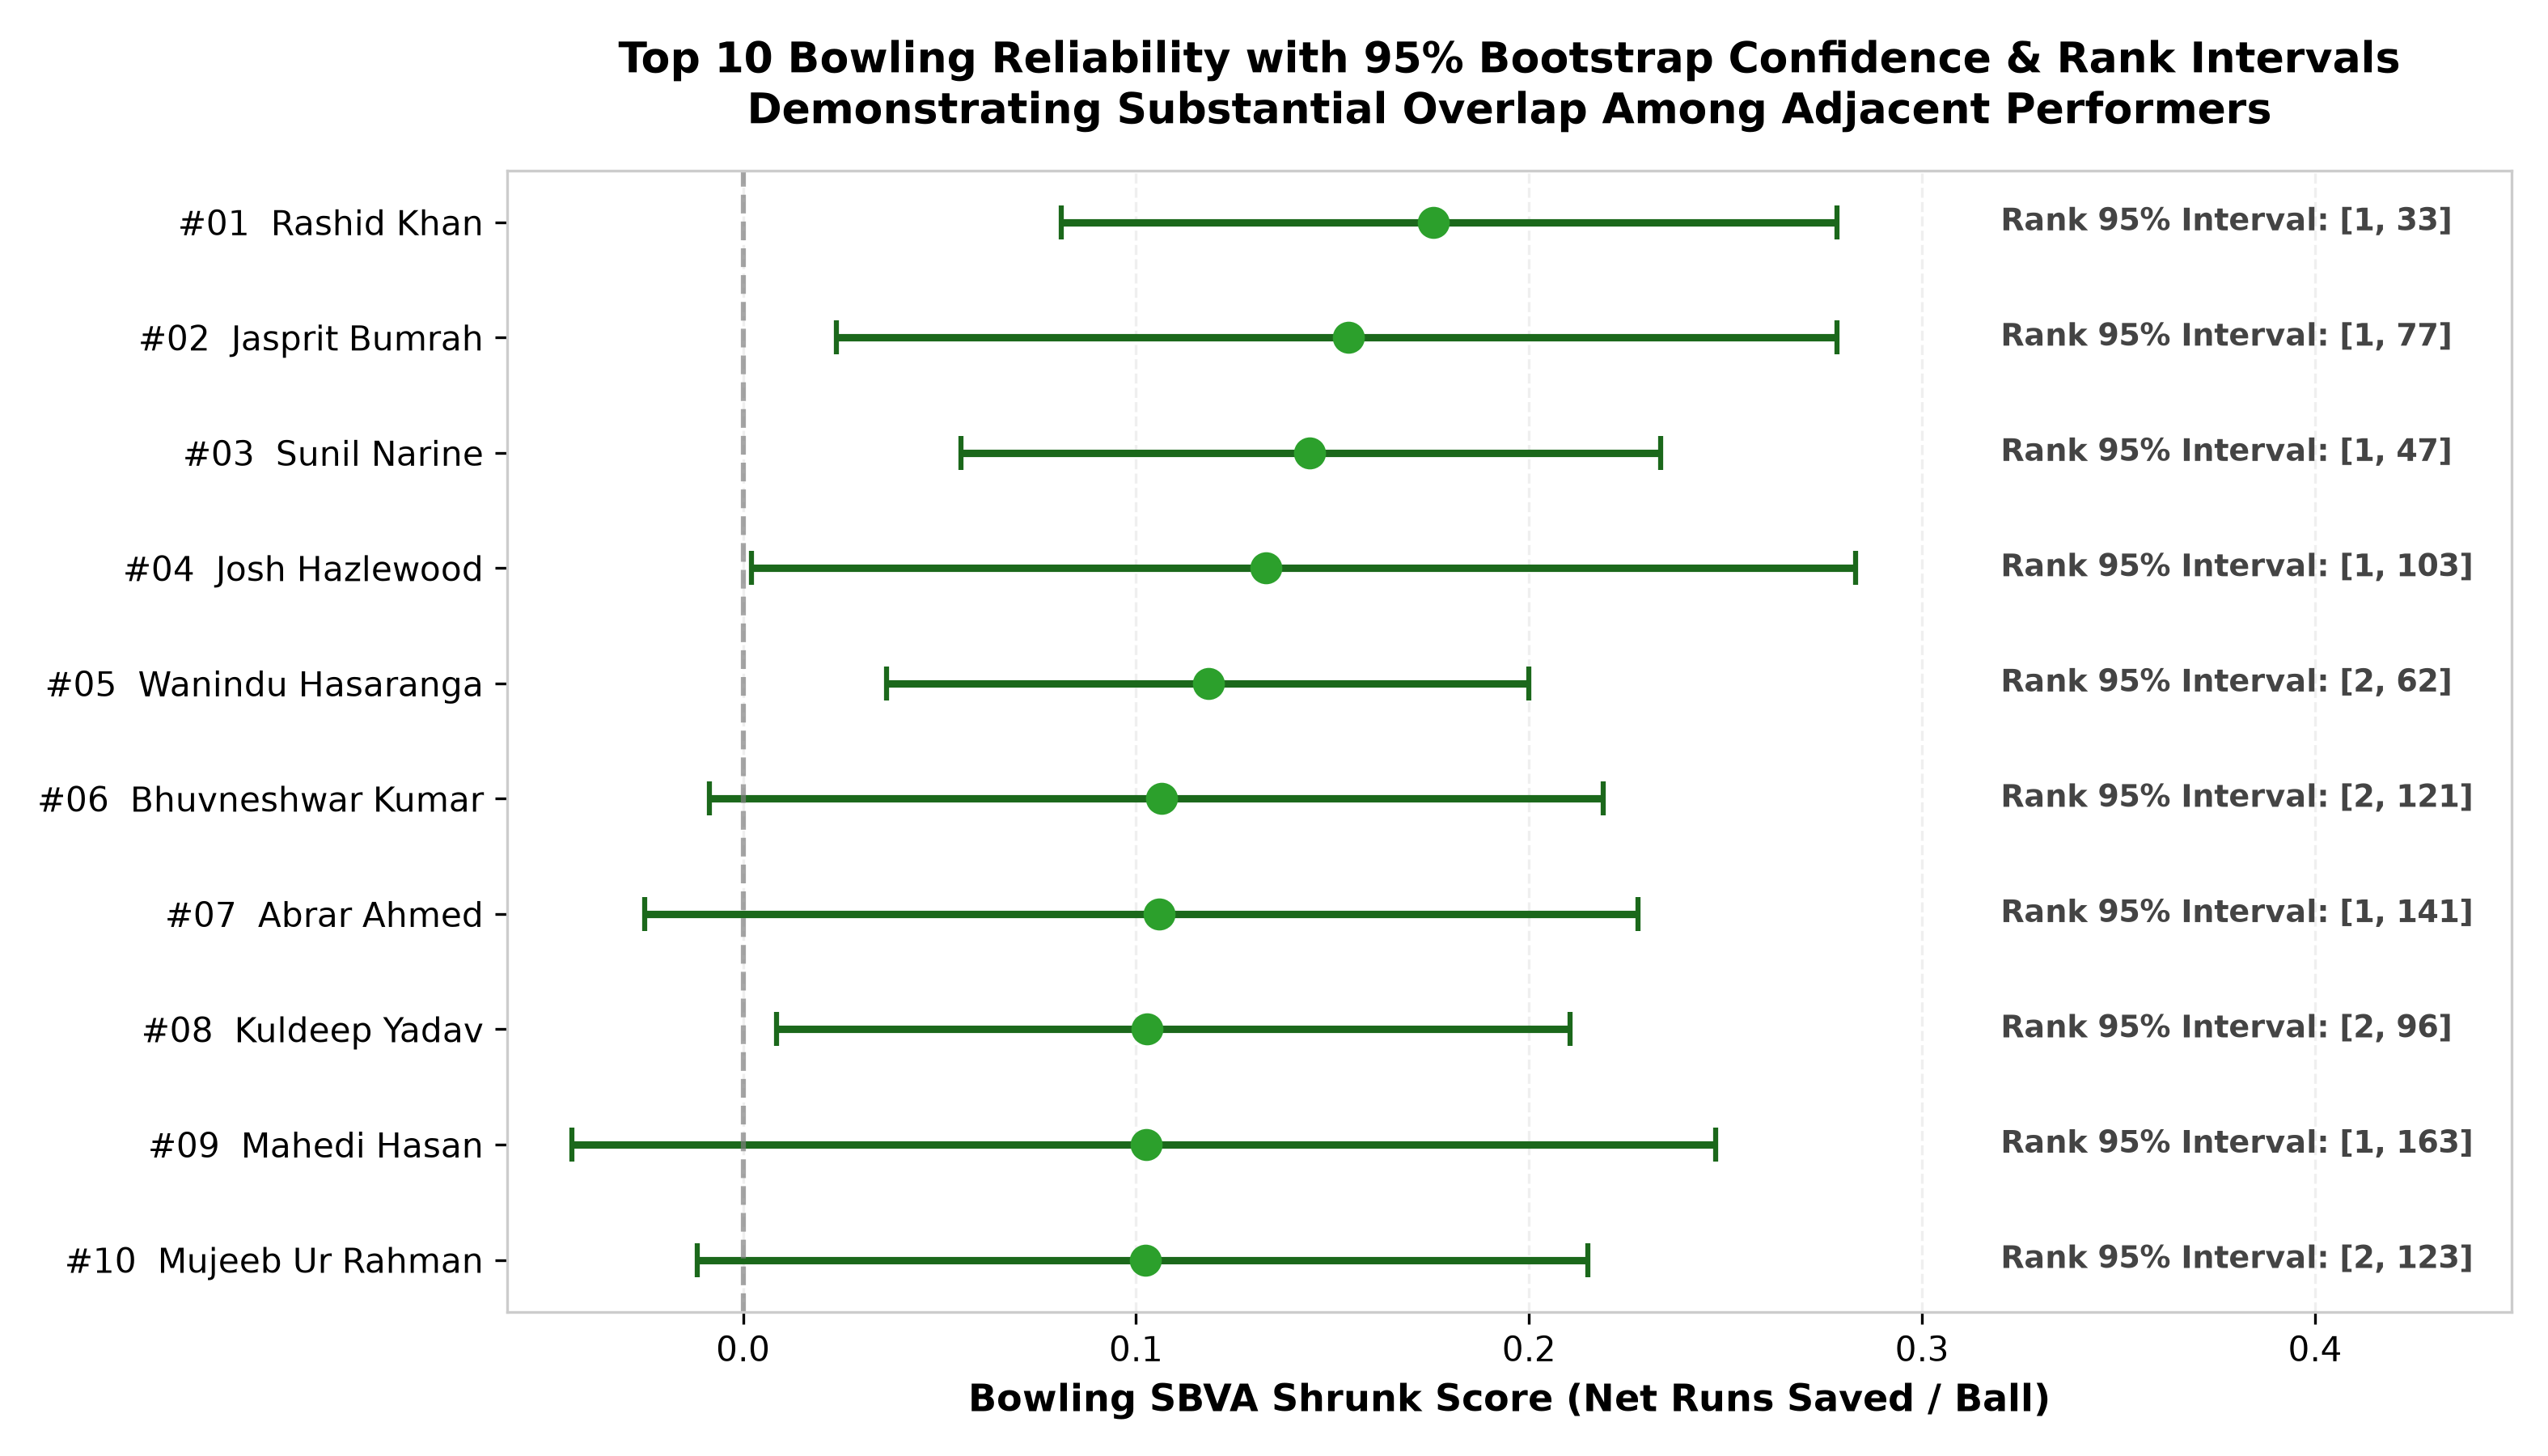 Top 10 Bowling Reliability with 95% Bootstrap Confidence & Rank Intervals
Demonstrating Substantial Overlap Among Adjacent Performers
#01 Rashid Khan
Rank 95% Interval: [1, 33]
#02 Jasprit Bumrah
Rank 95% Interval: [1, 77]
#03 Sunil Narine
Rank 95% Interval: [1, 47]
#04 Josh Hazlewood
Rank 95% Interval: [1, 103]
#05 Wanindu Hasaranga
Rank 95% Interval: [2, 62]
#06 Bhuvneshwar Kumar
Rank 95% Interval: [2, 121]
#07 Abrar Ahmed
Rank 95% Interval: [1, 141]
#08 Kuldeep Yadav
Rank 95% Interval: [2, 96]
#09 Mahedi Hasan
Rank 95% Interval: [1, 163]
#10 Mujeeb Ur Rahman
Rank 95% Interval: [2, 123]
0.0 0.1 0.2 0.3 0.4
Bowling SBVA Shrunk Score (Net Runs Saved / Ball)